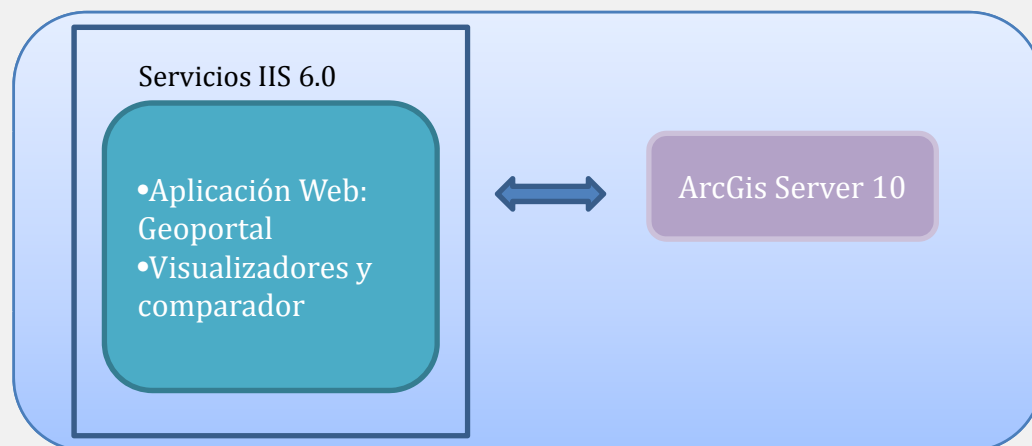 Servicios IIS 6.0
•Aplicación Web:
Geoportal
•Visualizadores y
comparador
ArcGis Server 10